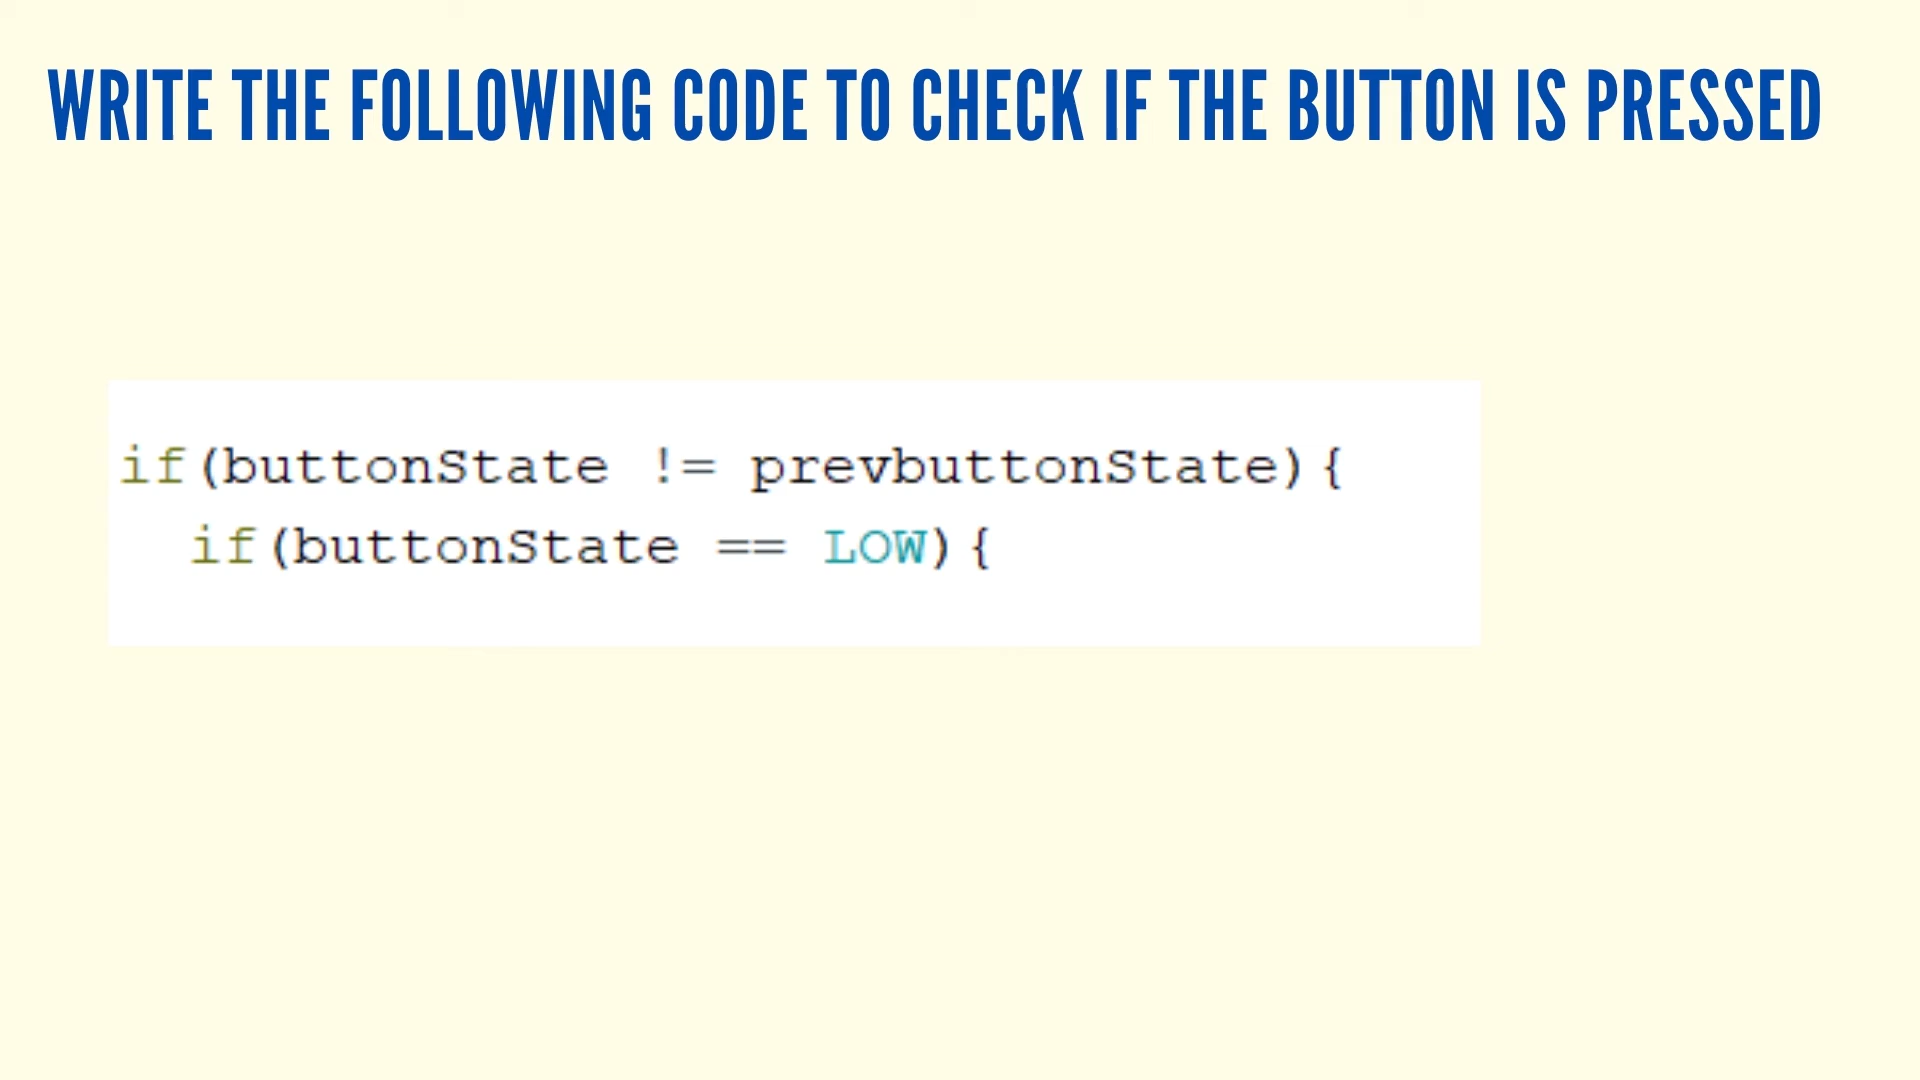 WRITE THE FOLLOWING CODE TO CHECK IF THE BUTTON IS PRESSED
if(buttonState != prevbuttonState){
if(buttonState == LOW){